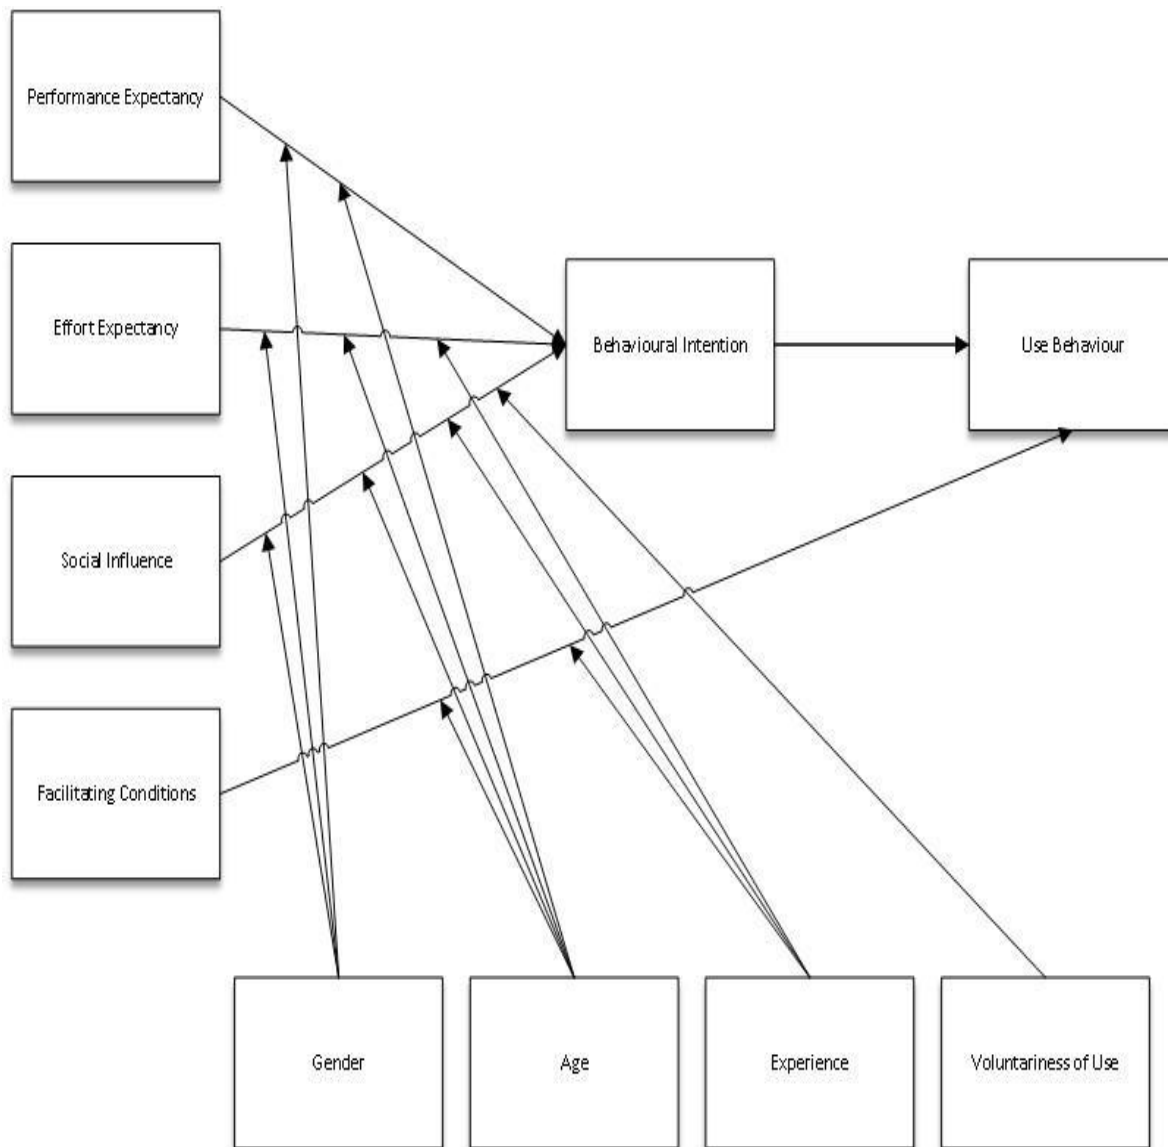 Performance Expectancy
Effort Expectancy
Behavioural Intention
Use Behaviour
Social Influence
Facilitating Conditions
Gender
Age
Experience
Voluntariness of Use